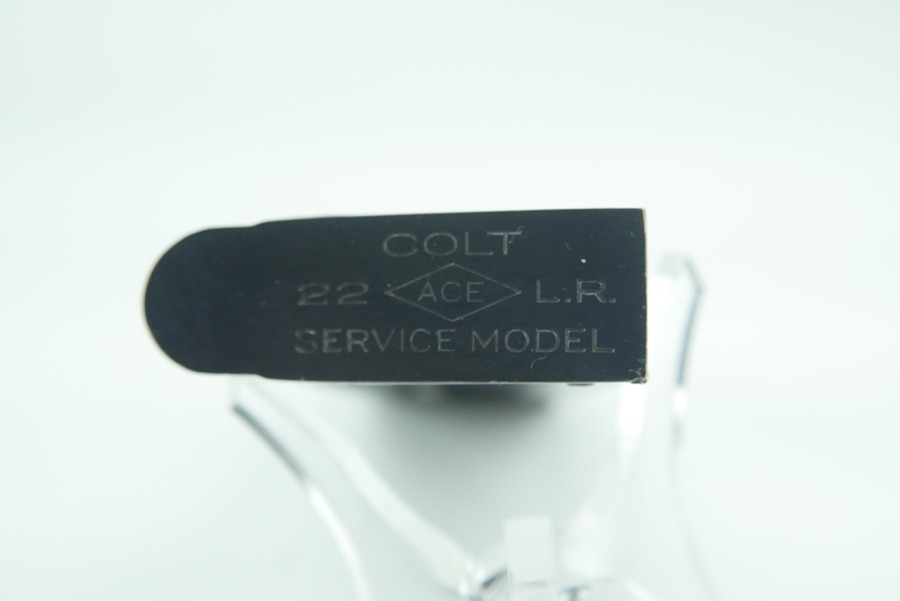 COLT
22 ACE L.R.
SERVICE MODEL